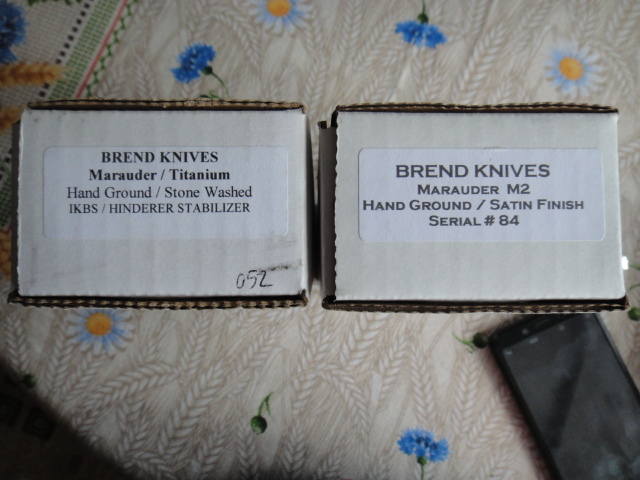 BREND KNIVES
Marauder / Titanium
Hand Ground / Stone Washed
IKBS / HINDERER STABILIZER
052
BREND KNIVES
MARAUDER M2
HAND GROUND / SATIN FINISH
SERIAL # 84